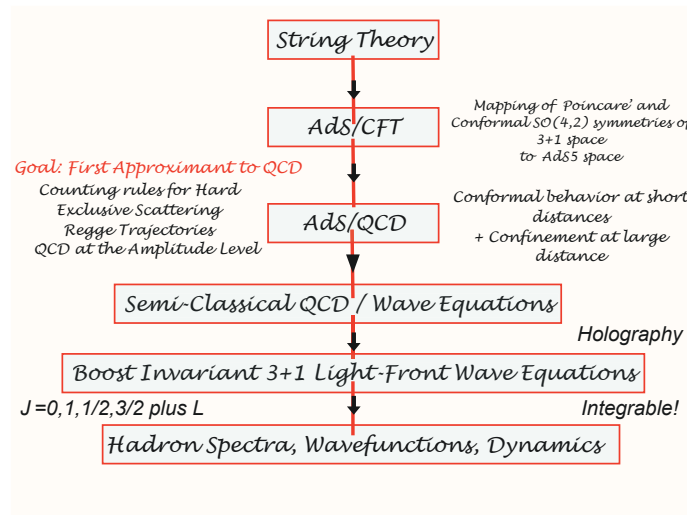 String Theory
AdS/CFT
Mapping of Poincare' and
Conformal SO(4,2) symmetries of
3+1 space
to AdS5 space
Goal: First Approximant to QCD
Counting rules for Hard
Exclusive Scattering
Regge Trajectories
QCD at the Amplitude Level
AdS/QCD
Conformal behavior at short
distances
+ Confinement at large
distance
Semi-Classical QCD / Wave Equations
Holography
Boost Invariant 3+1 Light-Front Wave Equations
J =0,1,1/2,3/2 plus L
Integrable!
Hadron Spectra, Wavefunctions, Dynamics